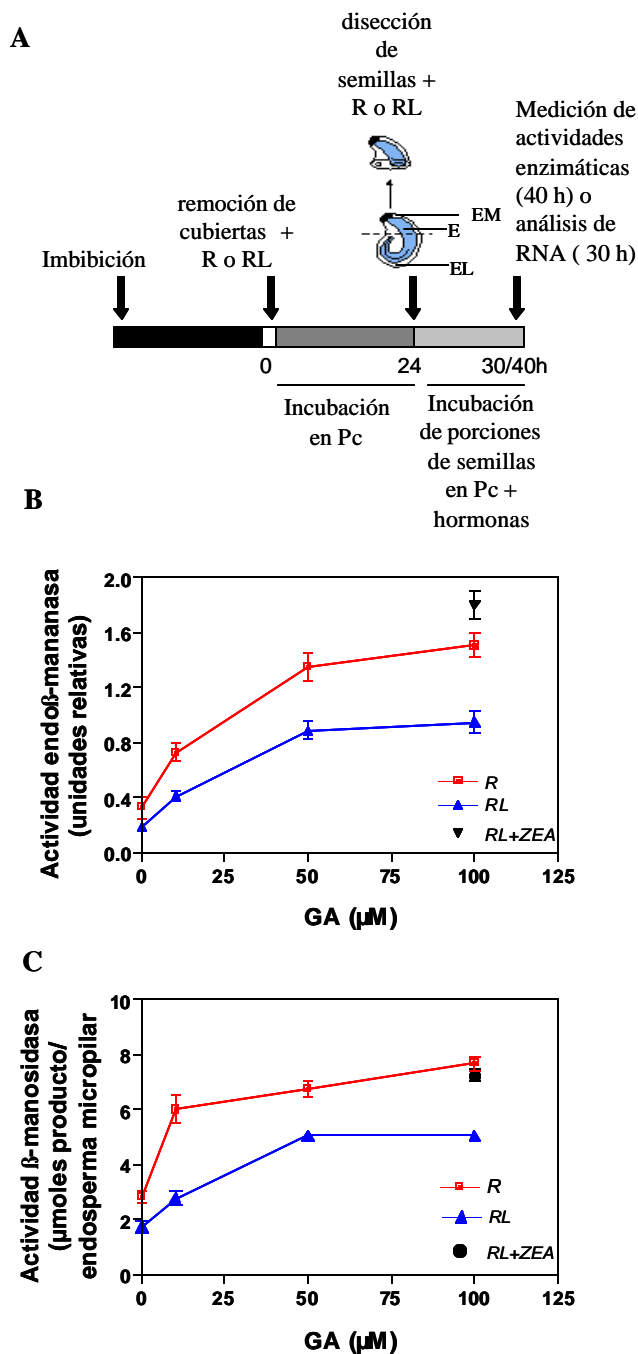 A
disección
de
semillas +
R o RL
Medición de
actividades
enzimáticas
(40 h) o
análisis de
RNA ( 30 h)
remoción de
cubiertas +
R o RL
EM
E
EL
Imbibición
0
24
30/40h
Incubación
en Pc
Incubación
de porciones
de semillas
en Pc +
hormonas
B
Actividad endoß-mananasa
(unidades relativas)
2.0
1.6
1.2
0.8
0.4
0.0
R
RL
RL+ZEA
0 25 50 75 100 125
GA (µM)
C
Actividad ß-manosidasa
(µmoles producto/
endosperma micropilar
10
8
6
4
2
0
R
RL
RL+ZEA
0 25 50 75 100 125
GA (µM)